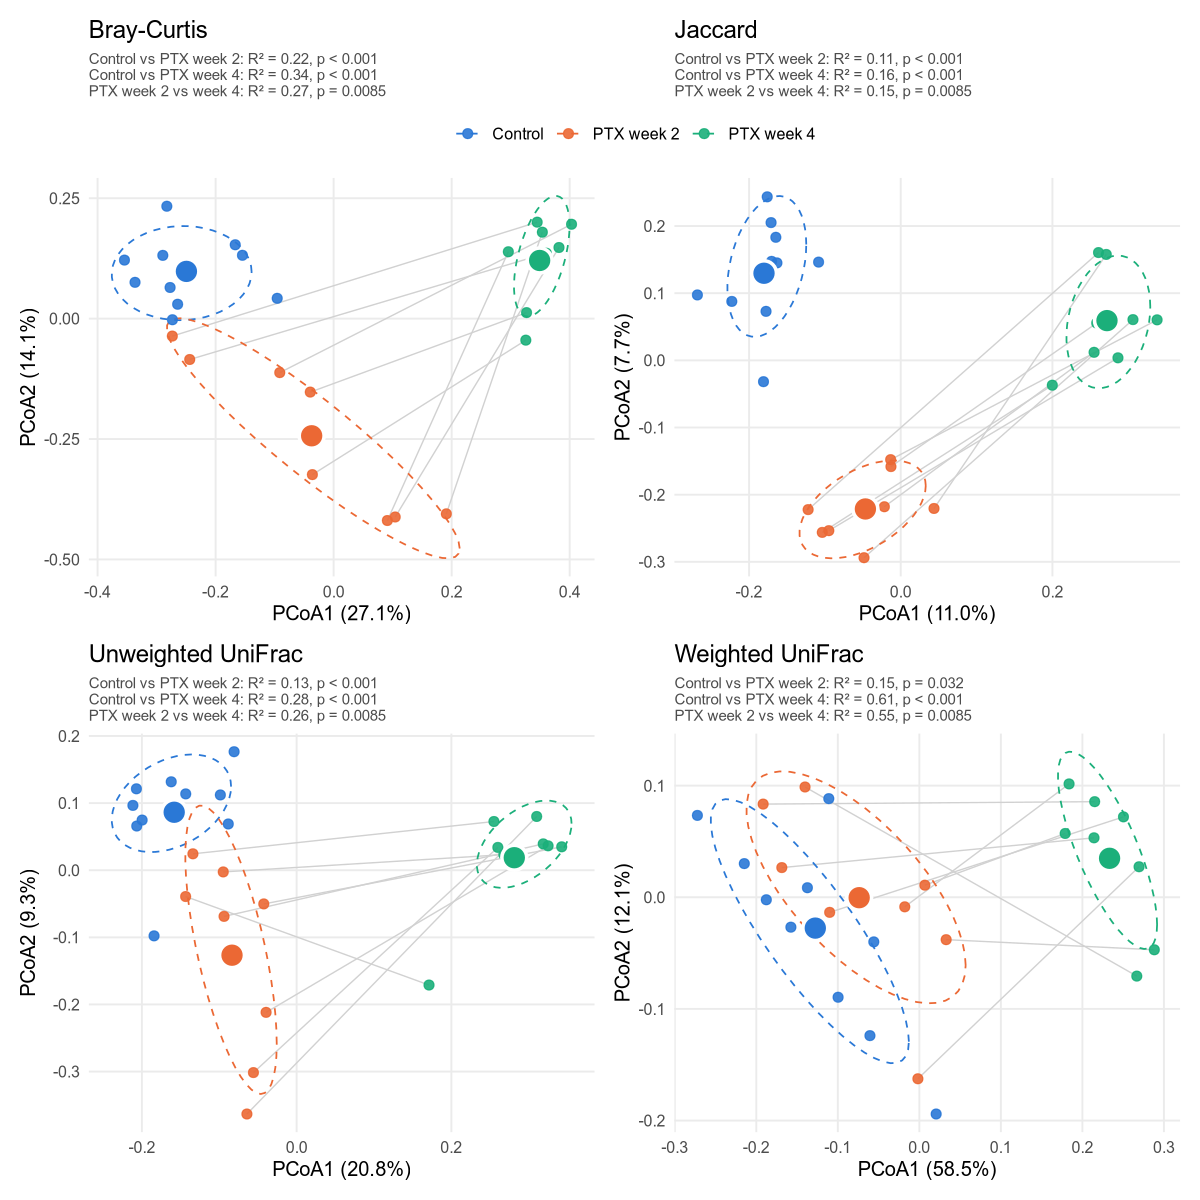 Bray-Curtis
Control vs PTX week 2: R² = 0.22, p < 0.001
Control vs PTX week 4: R² = 0.34, p < 0.001
PTX week 2 vs week 4: R² = 0.27, p = 0.0085
Jaccard
Control vs PTX week 2: R² = 0.11, p < 0.001
Control vs PTX week 4: R² = 0.16, p < 0.001
PTX week 2 vs week 4: R² = 0.15, p = 0.0085
Control PTX week 2 PTX week 4
0.25
0.00
-0.25
-0.50
PCoA2 (14.1%)
-0.4 -0.2 0.0 0.2 0.4
PCoA1 (27.1%)
0.2
0.1
0.0
-0.1
-0.2
-0.3
PCoA2 (7.7%)
-0.2 0.0 0.2
PCoA1 (11.0%)
Unweighted UniFrac
Control vs PTX week 2: R² = 0.13, p < 0.001
Control vs PTX week 4: R² = 0.28, p < 0.001
PTX week 2 vs week 4: R² = 0.26, p = 0.0085
0.2
0.1
0.0
-0.1
-0.2
-0.3
PCoA2 (9.3%)
-0.2 0.0 0.2
PCoA1 (20.8%)
Weighted UniFrac
Control vs PTX week 2: R² = 0.15, p = 0.032
Control vs PTX week 4: R² = 0.61, p < 0.001
PTX week 2 vs week 4: R² = 0.55, p = 0.0085
0.1
0.0
-0.1
-0.2
PCoA2 (12.1%)
-0.3 -0.2 -0.1 0.0 0.1 0.2 0.3
PCoA1 (58.5%)